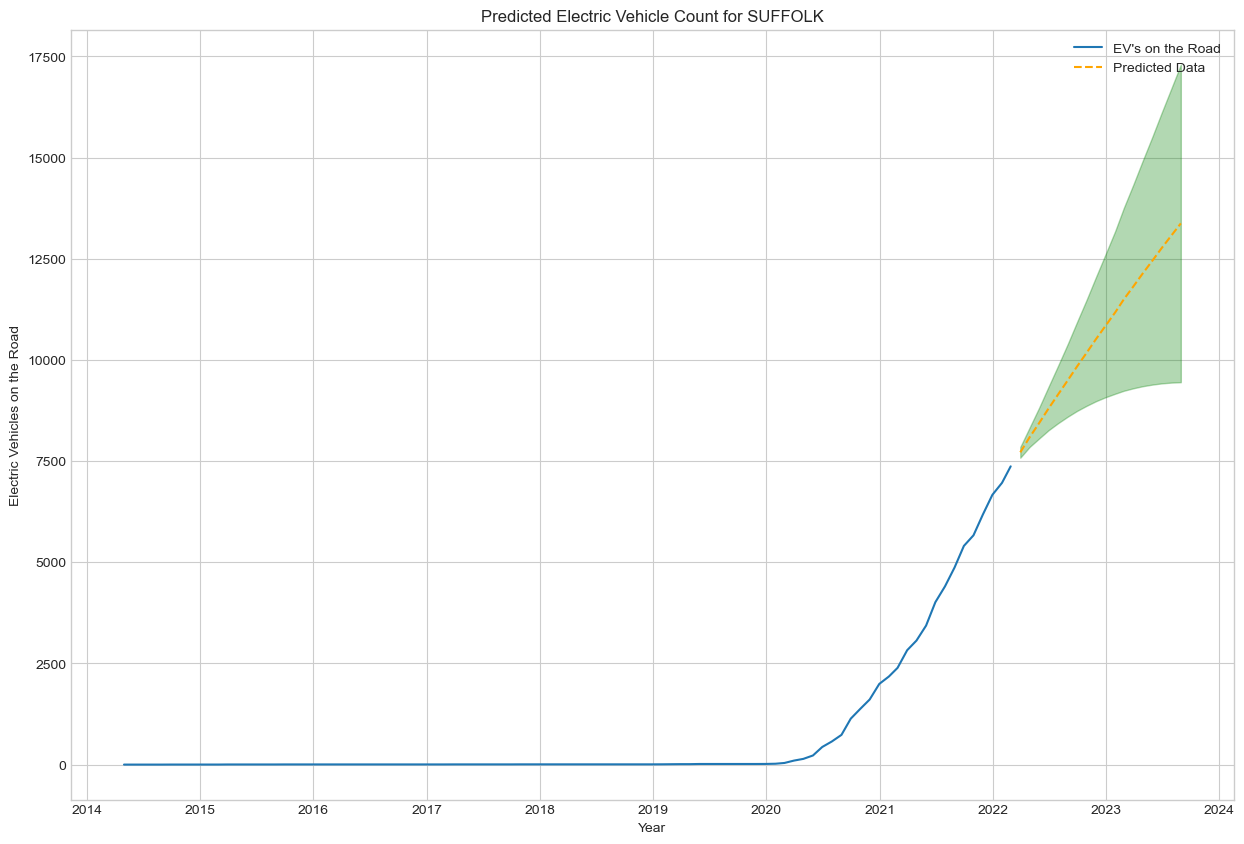 Predicted Electric Vehicle Count for SUFFOLK
EV's on the Road
Predicted Data
17500
15000
12500
10000
7500
5000
2500
0
Electric Vehicles on the Road
2014 2015 2016 2017 2018 2019 2020 2021 2022 2023 2024
Year